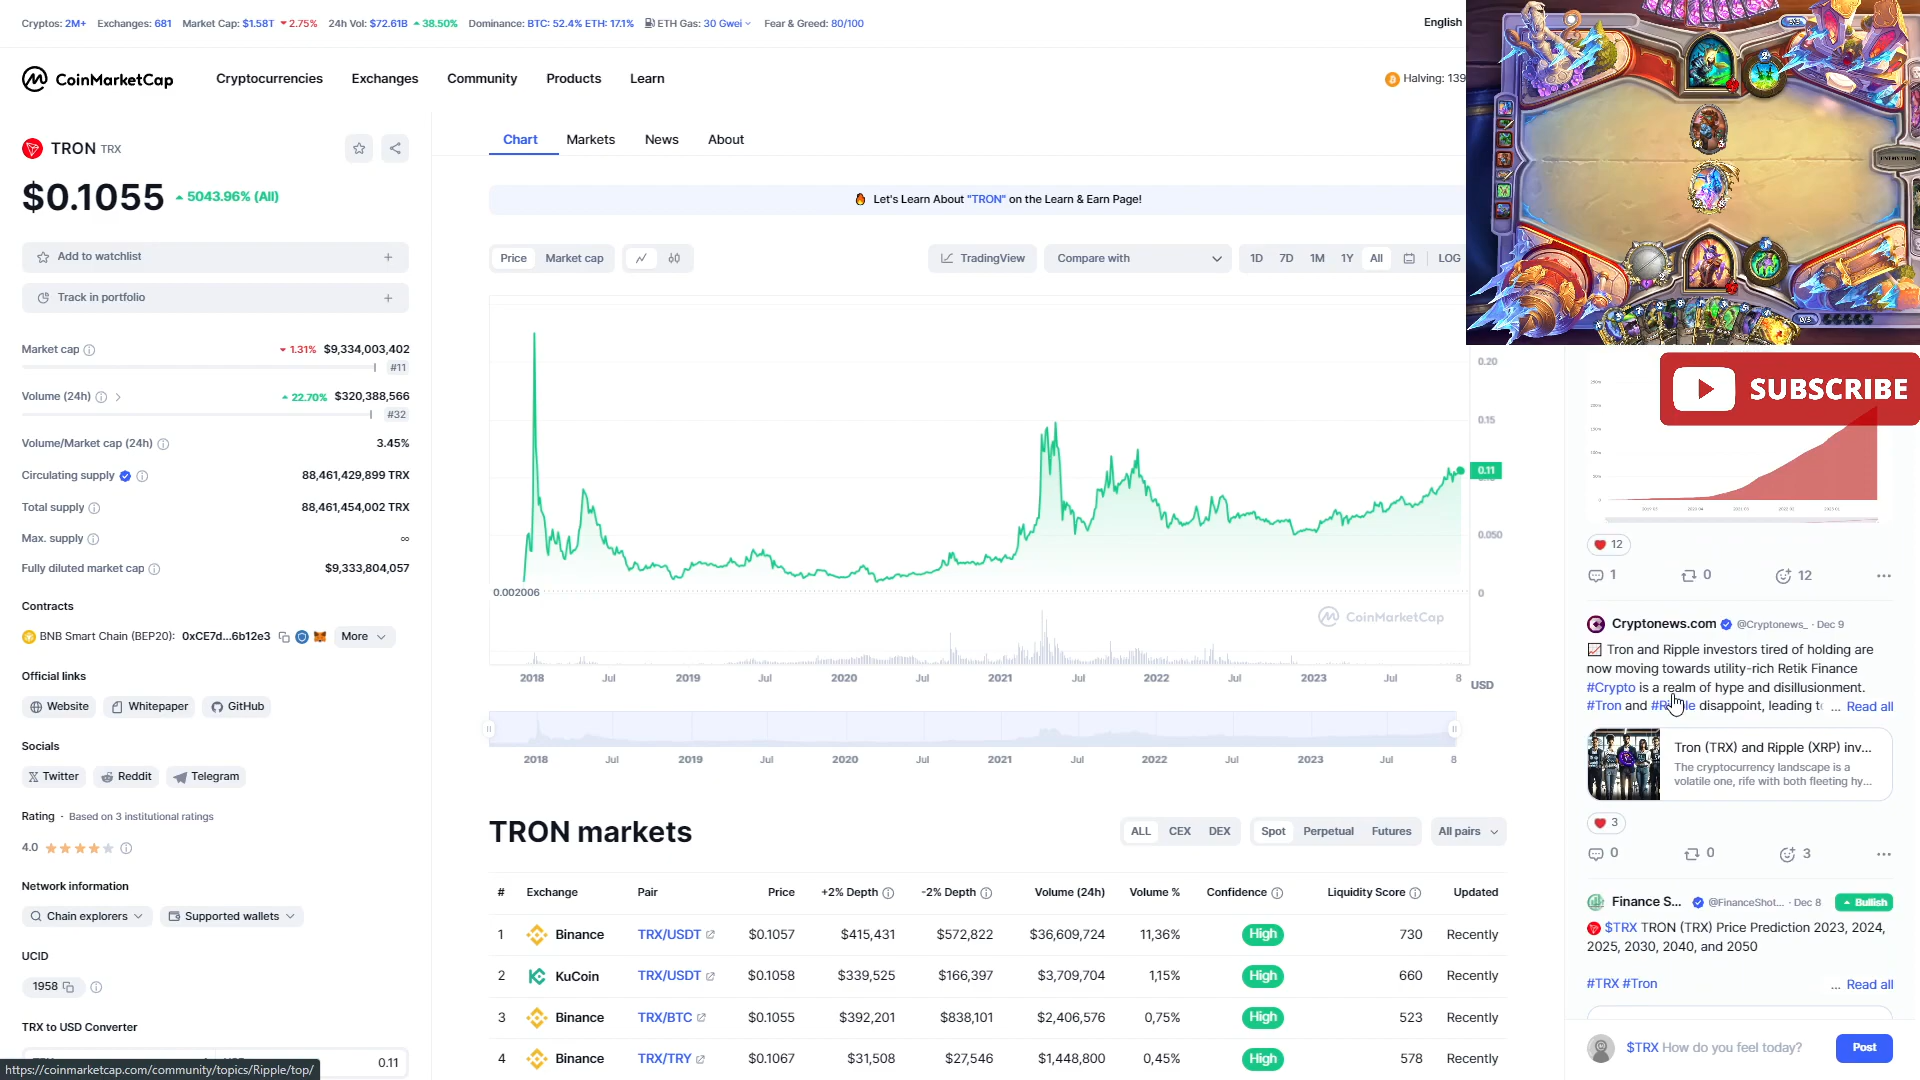 Cryptos: 2M+ Exchanges: 681 Market Cap: $1.58T 2.75% 24h Vol: $72.61B 38.50% Dominance: BTC: 52.4% ETH: 17.1% ETH Gas: 30 Gwei Fear & Greed: 80/100
English
CoinMarketCap
Cryptocurrencies Exchanges Community Products Learn
Halving: 139
TRON TRX
$0.1055 5043.96% (All)
Add to watchlist +
Track in portfolio +
Market cap 1.31% $9,334,003,402
#11
Volume (24h) 22.70% $320,388,566
#32
Volume/Market cap (24h) 3.45%
Circulating supply 88,461,429,899 TRX
Total supply 88,461,454,002 TRX
Max. supply ∞
Fully diluted market cap $9,333,804,057
Contracts
BNB Smart Chain (BEP20): 0xCE7d...6b12e3 More
Official links
Website Whitepaper GitHub
Socials
Twitter Reddit Telegram
Rating · Based on 3 institutional ratings
4.0
Network information
Chain explorers Supported wallets
UCID
1958
TRX to USD Converter
0.11
https://coinmarketcap.com/community/topics/Ripple/top/
Chart Markets News About
Let's Learn About "TRON" on the Learn & Earn Page!
Price Market cap
TradingView Compare with 1D 7D 1M 1Y All LOG
0.20
0.15
0.11
0.050
0
0.002006
CoinMarketCap
2018 Jul 2019 Jul 2020 Jul 2021 Jul 2022 Jul 2023 Jul 8
USD
2018 Jul 2019 Jul 2020 Jul 2021 Jul 2022 Jul 2023 Jul 8
TRON markets
ALL CEX DEX Spot Perpetual Futures All pairs
# Exchange Pair Price +2% Depth -2% Depth Volume (24h) Volume % Confidence Liquidity Score Updated
1 Binance TRX/USDT $0.1057 $415,431 $572,822 $36,609,724 11,36% High 730 Recently
2 KuCoin TRX/USDT $0.1058 $339,525 $166,397 $3,709,704 1,15% High 660 Recently
3 Binance TRX/BTC $0.1055 $392,201 $838,101 $2,406,576 0,75% High 523 Recently
4 Binance TRX/TRY $0.1067 $31,508 $27,546 $1,448,800 0,45% High 578 Recently
SUBSCRIBE
12
1 0 12
Cryptonews.com @Cryptonews_ · Dec 9
Tron and Ripple investors tired of holding are
now moving towards utility-rich Retik Finance
#Crypto is a realm of hype and disillusionment.
#Tron and disappoint, leading ... Read all
Tron (TRX) and Ripple (XRP) inv...
The cryptocurrency landscape is a
volatile one, rife with both fleeting hy...
3
0 0 3
Finance S... @FinanceShot... · Dec 8 Bullish
$TRX TRON (TRX) Price Prediction 2023, 2024,
2025, 2030, 2040, and 2050
#TRX #Tron ... Read all
$TRX How do you feel today? Post